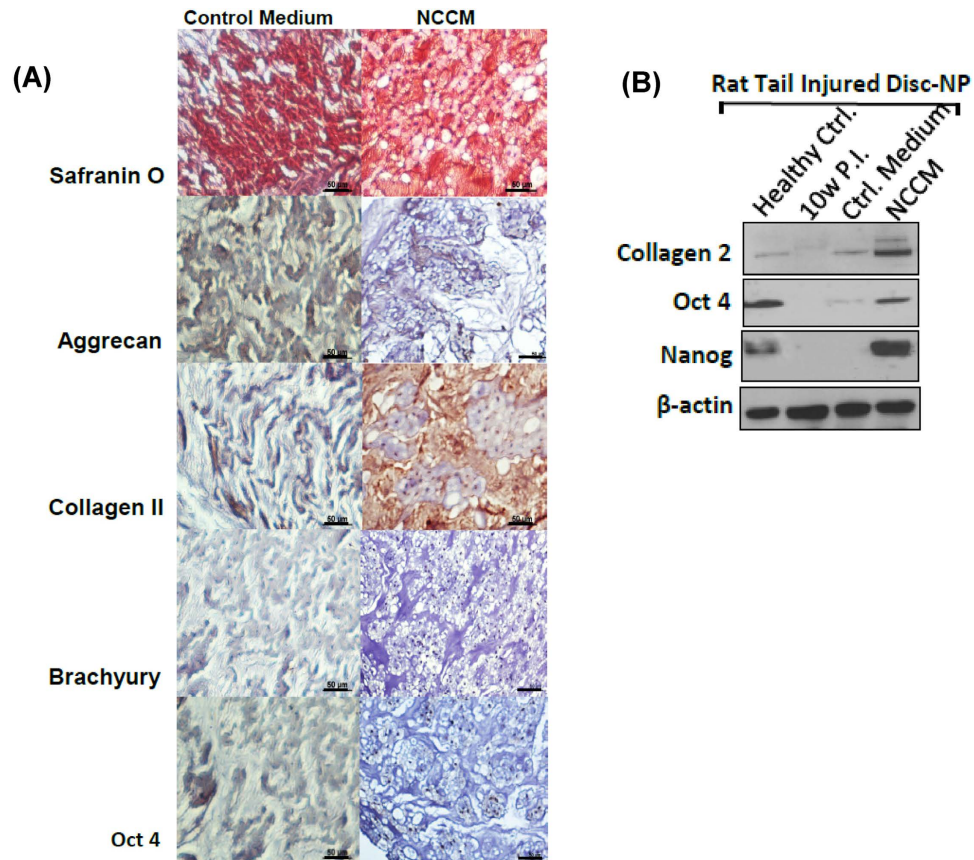 Control Medium NCCM
(A)
Safranin O
50 µm 50 µm
Aggrecan
50 µm
Collagen II
50 µm 50 µm
Brachyury
50 µm
Oct 4
50 µm
(B)
Rat Tail Injured Disc-NP
Healthy Ctrl.
10w P.I.
Ctrl. Medium
NCCM
Collagen 2
Oct 4
Nanog
β-actin